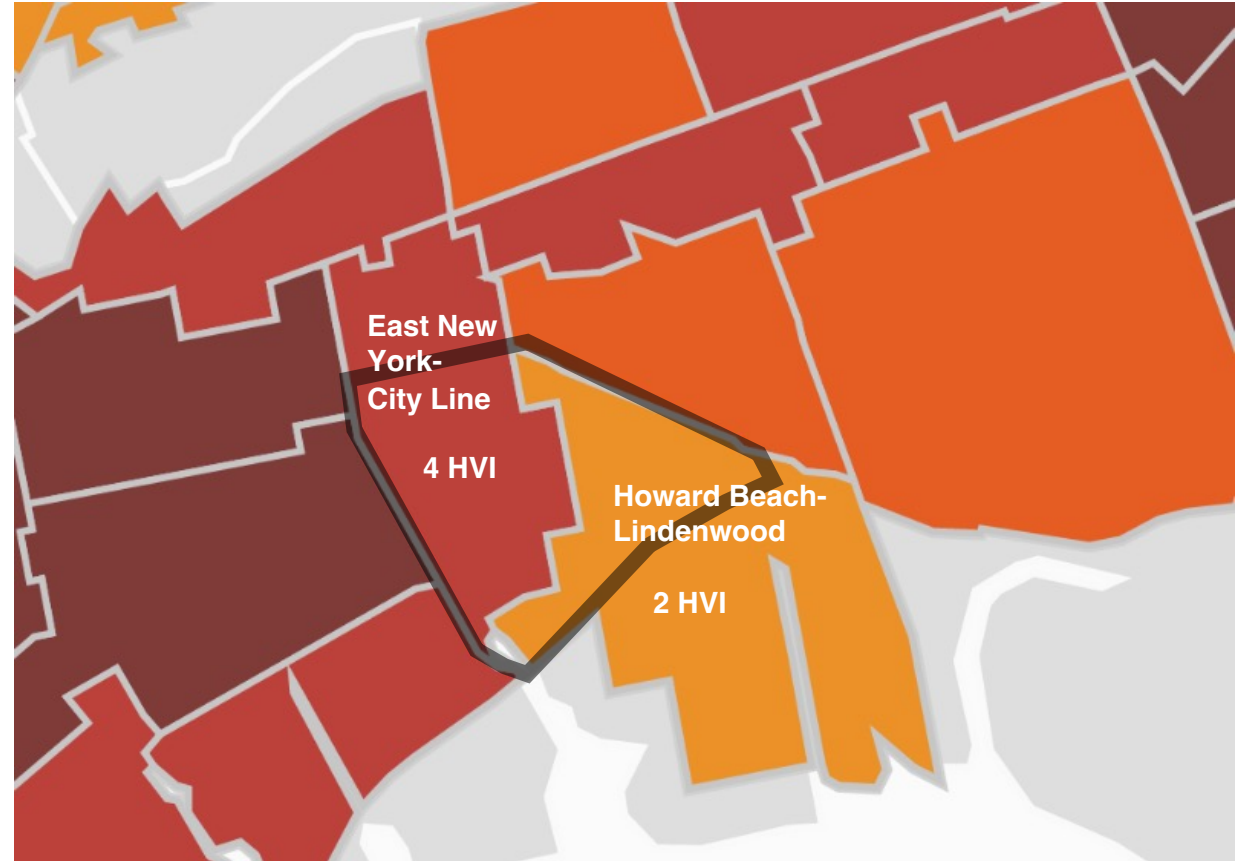 East New
York-
City Line
4 HVI
Howard Beach-
Lindenwood
2 HVI